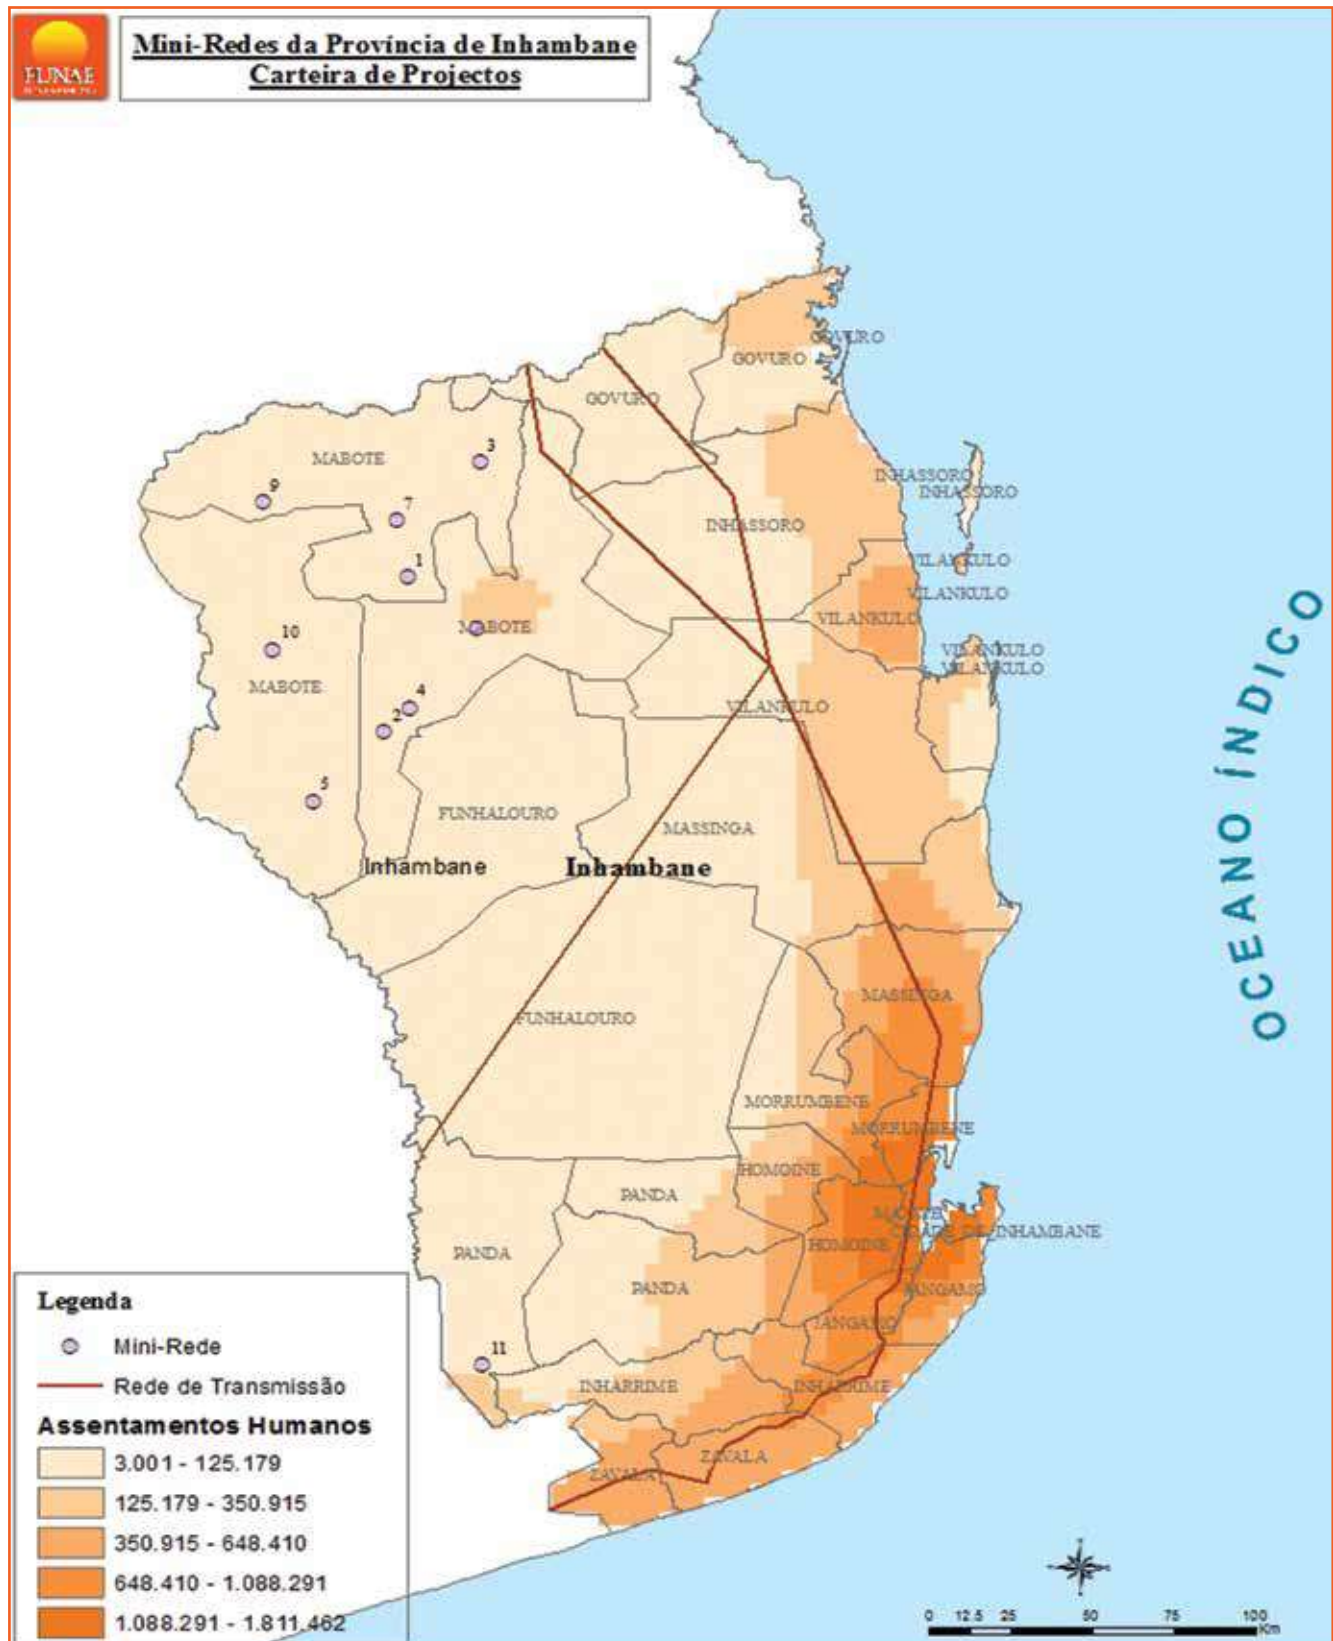 FUNAE
Mini-Redes da Província de Inhambane
Carteira de Projectos
GOVURO
GOVURO
GOVURO
MABOTE
3
9
7
1
INHASSORO
INHASSORO
INHASSORO
VILANKULO
VILANKULO
VILANKULO
MABOTE
10
VILANKULO
VILANKULO
MABOTE
4
2
VILANKULO
5
FUNHALOURO
MASSINGA
Inhambane
Inhambane
OCEANO ÍNDICO
MASSINGA
FUNHALOURO
MORRUMBENE
MORRUMBENE
HOMOINE
PANDA
CIDADE DE INHAMBANE
HOMOINE
PANDA
PANDA
JANGAMO
JANGAMO
11
INHARRIME
INHARRIME
ZAVALA
ZAVALA
Legenda
Mini-Rede
Rede de Transmissão
Assentamentos Humanos
3.001 - 125.179
125.179 - 350.915
350.915 - 648.410
648.410 - 1.088.291
1.088.291 - 1.811.462
0 12.5 25 50 75 100
Km